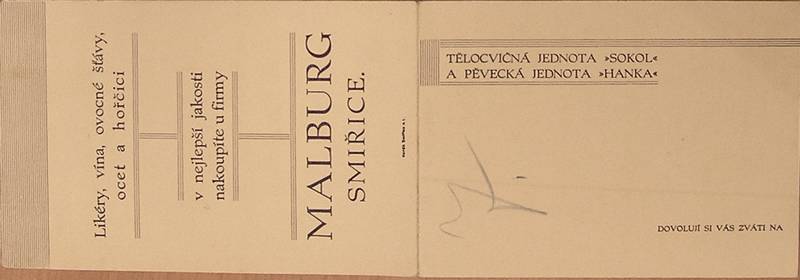 Likéry, vína, ovocné šťávy,
ocet a hořčici
v nejlepší jakosti
nakoupíte u firmy
MALBURG
SMIŘICE.
TĚLOCVIČNÁ JEDNOTA »SOKOL«
A PĚVECKÁ JEDNOTA »HANKA«
DOVOLUJÍ SI VÁS ZVÁTI NA